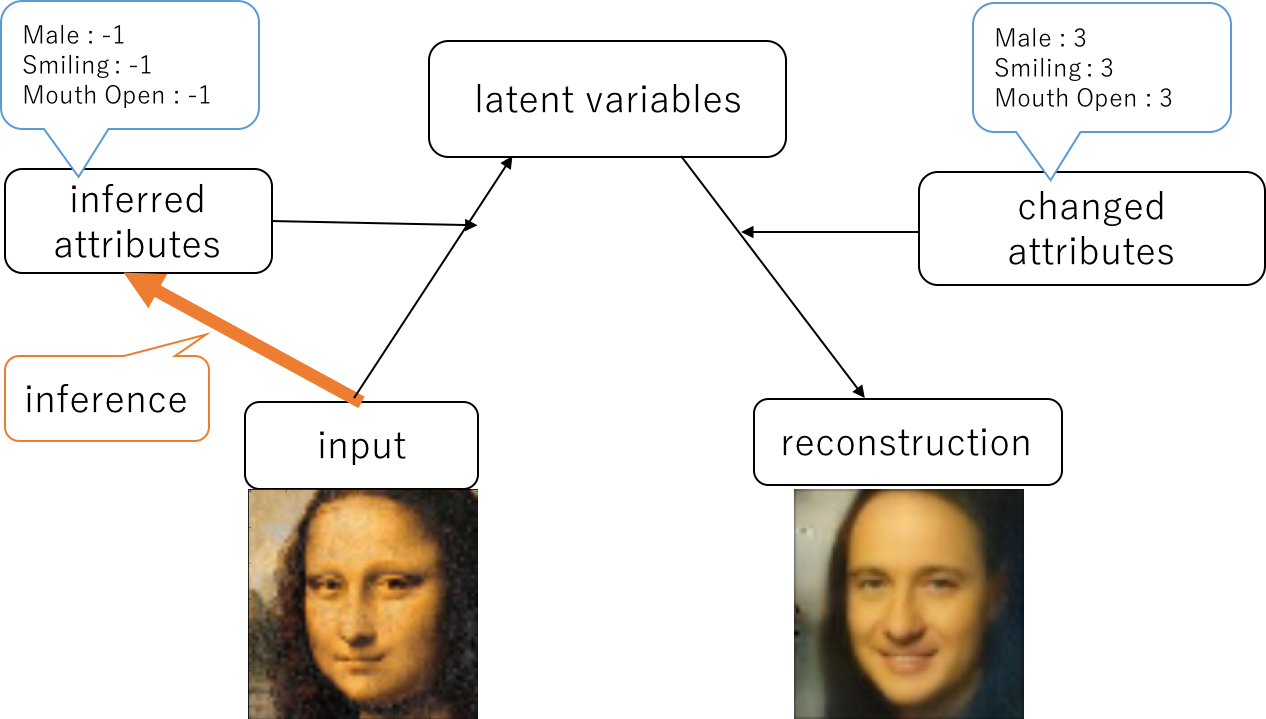 Male : -1
Smiling : -1
Mouth Open : -1
latent variables
Male : 3
Smiling : 3
Mouth Open : 3
inferred
attributes
changed
attributes
inference
input
reconstruction